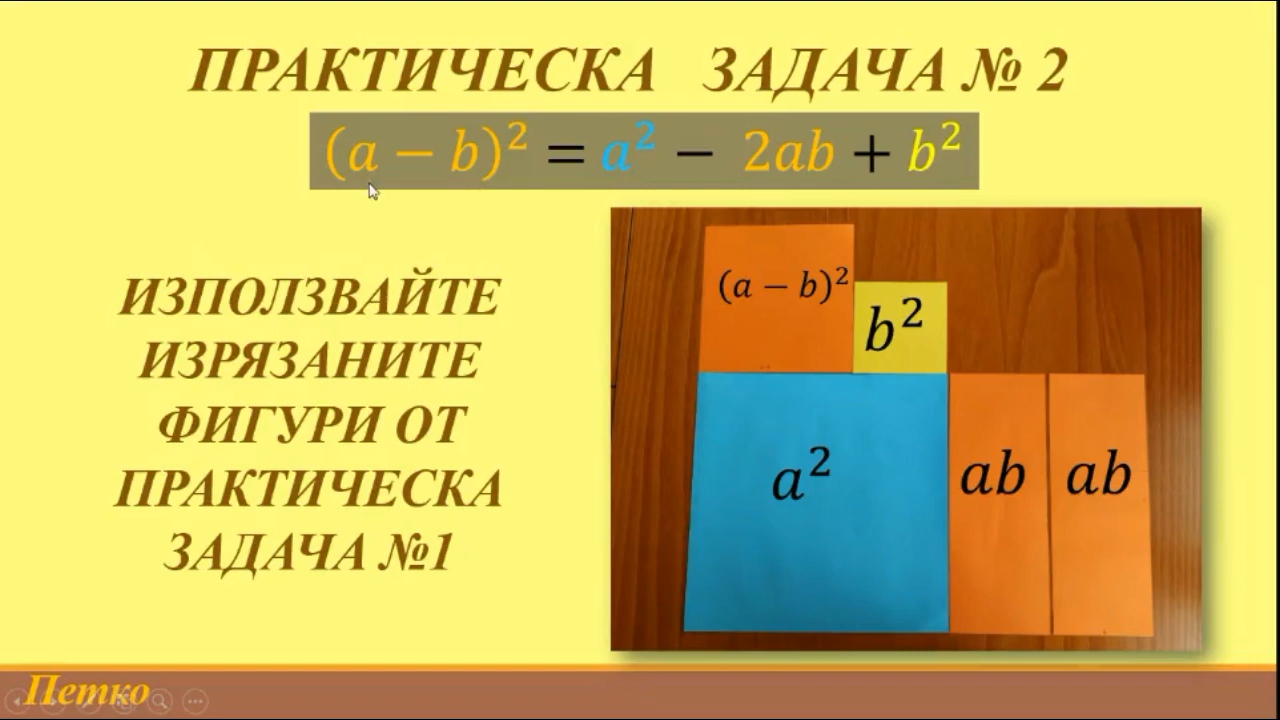 ПРАКТИЧЕСКА ЗАДАЧА № 2
(a − b)² = a² − 2ab + b²
ИЗПОЛЗВАЙТЕ
ИЗРЯЗАНИТЕ
ФИГУРИ ОТ
ПРАКТИЧЕСКА
ЗАДАЧА №1
(a − b)²
b²
a²
ab
ab
Петко